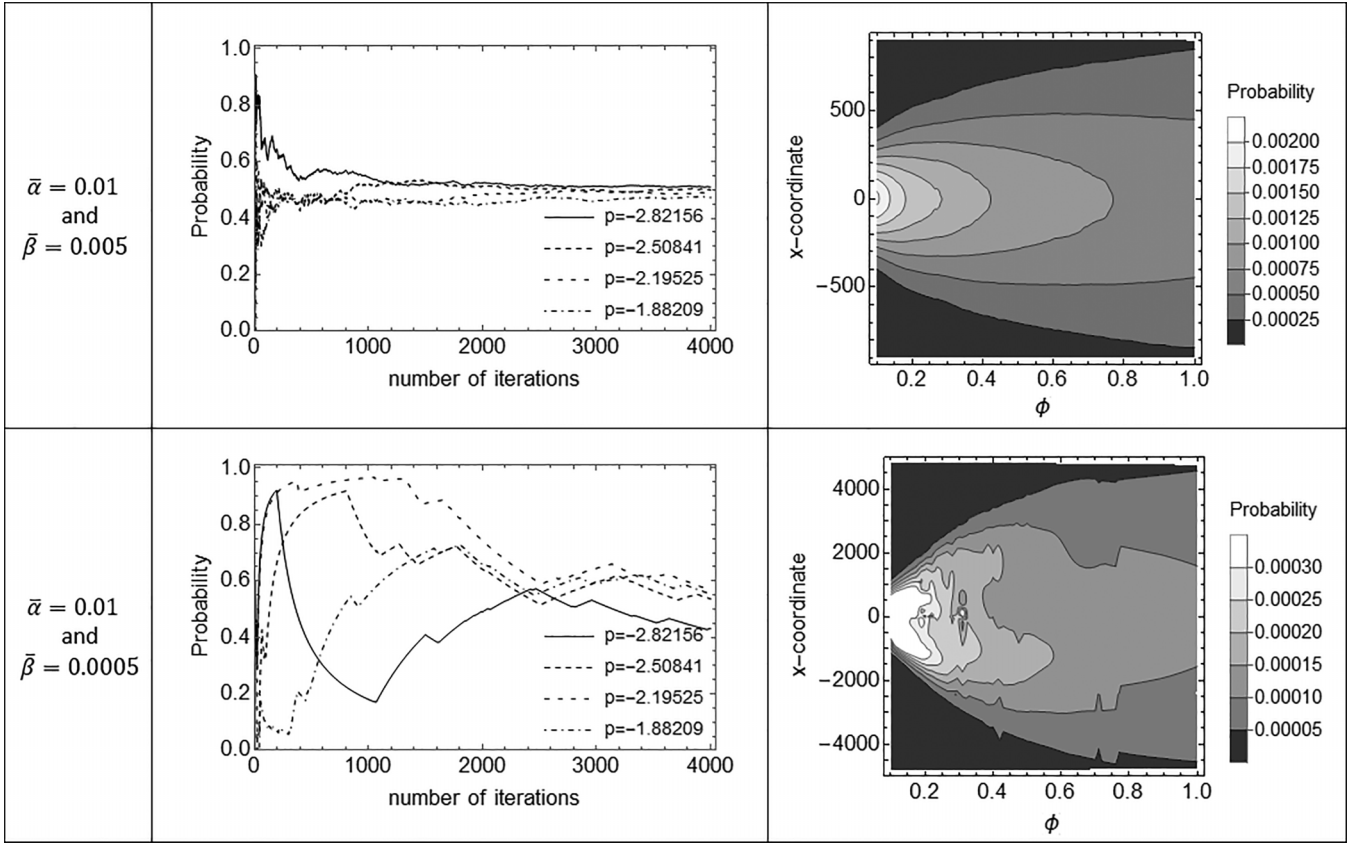 ᾱ = 0.01
and
β̄ = 0.005
Probability
1.0
0.8
0.6
0.4
0.2
0.0
0 1000 2000 3000 4000
number of iterations
p=−2.82156
p=−2.50841
p=−2.19525
p=−1.88209
x−coordinate
500
0
−500
0.2 0.4 0.6 0.8 1.0
ϕ
Probability
0.00200
0.00175
0.00150
0.00125
0.00100
0.00075
0.00050
0.00025
ᾱ = 0.01
and
β̄ = 0.0005
Probability
1.0
0.8
0.6
0.4
0.2
0.0
0 1000 2000 3000 4000
number of iterations
p=−2.82156
p=−2.50841
p=−2.19525
p=−1.88209
x−coordinate
4000
2000
0
−2000
−4000
0.2 0.4 0.6 0.8 1.0
ϕ
Probability
0.00030
0.00025
0.00020
0.00015
0.00010
0.00005